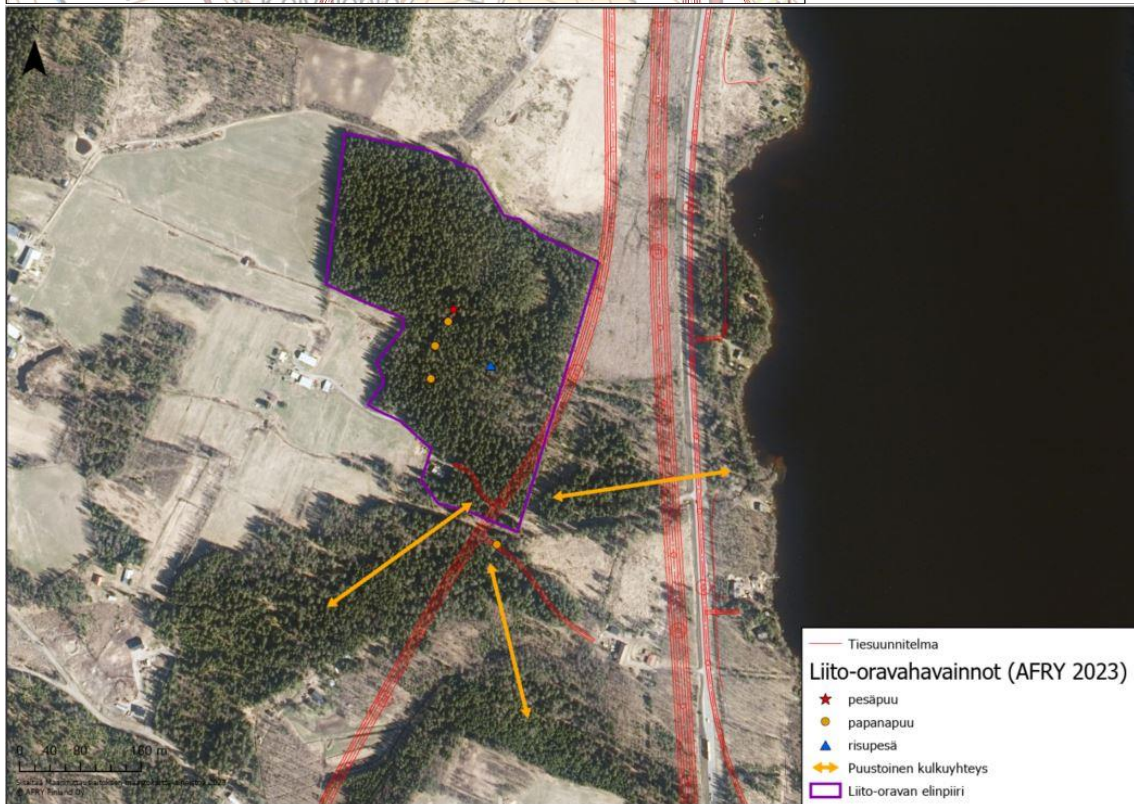 Tiesuunnitelma
Liito-oravahavainnot (AFRY 2023)
pesäpuu
papanapuu
risupesä
Puustoinen kulkuyhteys
Liito-oravan elinpiiri
0 40 80 160 m
© AFRY Finland Oy